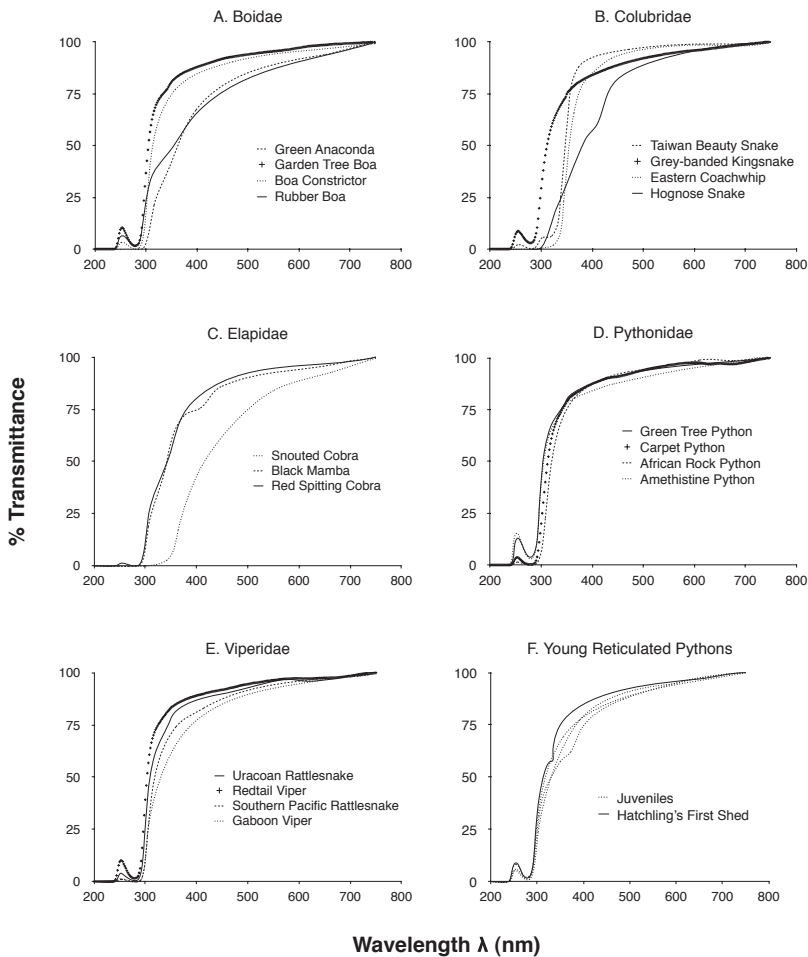 A. Boidae
100
75
50
25
0
200 300 400 500 600 700 800
Green Anaconda
Garden Tree Boa
Boa Constrictor
Rubber Boa
B. Colubridae
100
75
50
25
0
200 300 400 500 600 700 800
Taiwan Beauty Snake
Grey-banded Kingsnake
Eastern Coachwhip
Hognose Snake
C. Elapidae
100
75
50
25
0
200 300 400 500 600 700 800
Snouted Cobra
Black Mamba
Red Spitting Cobra
D. Pythonidae
100
75
50
25
0
200 300 400 500 600 700 800
Green Tree Python
Carpet Python
African Rock Python
Amethistine Python
E. Viperidae
100
75
50
25
0
200 300 400 500 600 700 800
Uracoan Rattlesnake
Redtail Viper
Southern Pacific Rattlesnake
Gaboon Viper
F. Young Reticulated Pythons
100
75
50
25
0
200 300 400 500 600 700 800
Juveniles
Hatchling's First Shed
% Transmittance
Wavelength λ (nm)